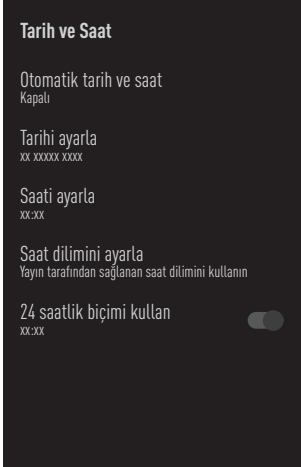 Tarih ve Saat
Otomatik tarih ve saat
Kapalı
Tarihi ayarla
xx xxxxx xxxx
Saati ayarla
xx:xx
Saat dilimini ayarla
Yayın tarafından sağlanan saat dilimini kullanın
24 saatlik biçimi kullan
xx:xx